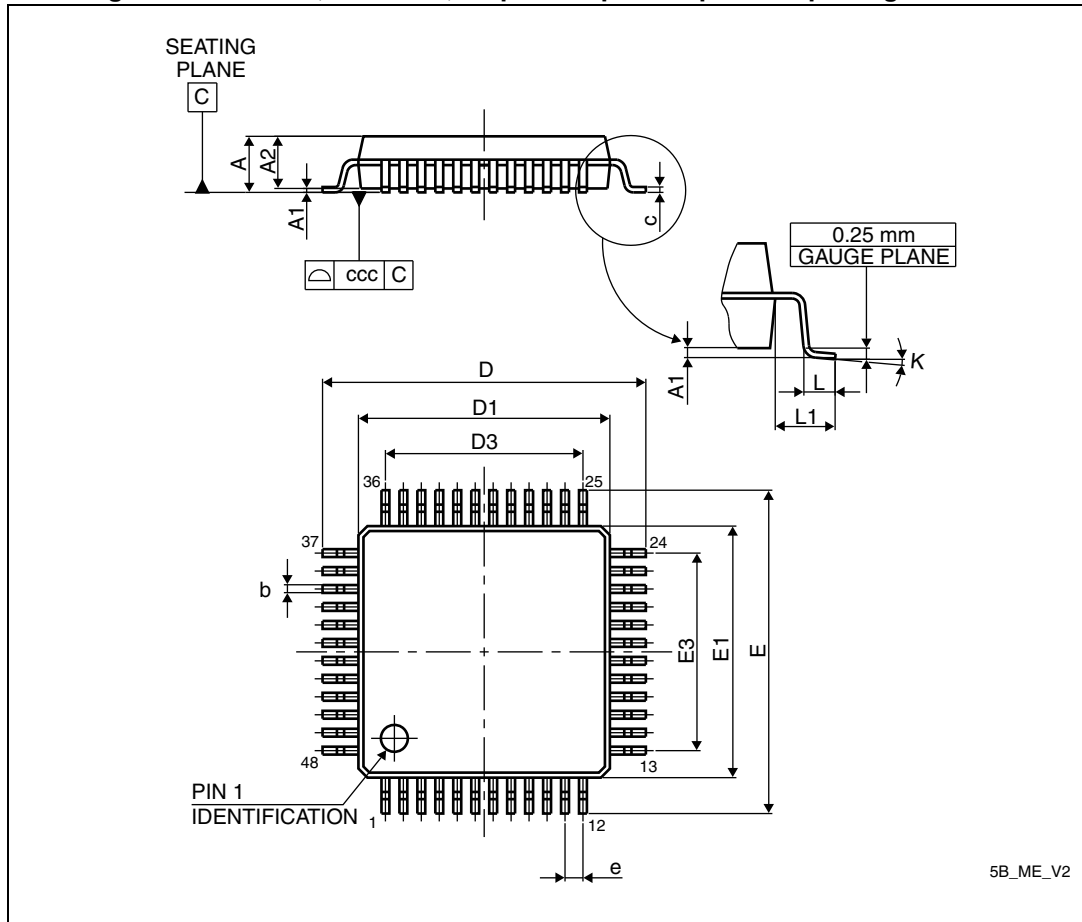 SEATING
PLANE
C
A
A2
A1
c
ccc C
0.25 mm
GAUGE PLANE
A1
K
L
L1
D
D1
D3
36
25
37
24
b
E3
E1
E
48
13
PIN 1
IDENTIFICATION
1
12
e
5B_ME_V2